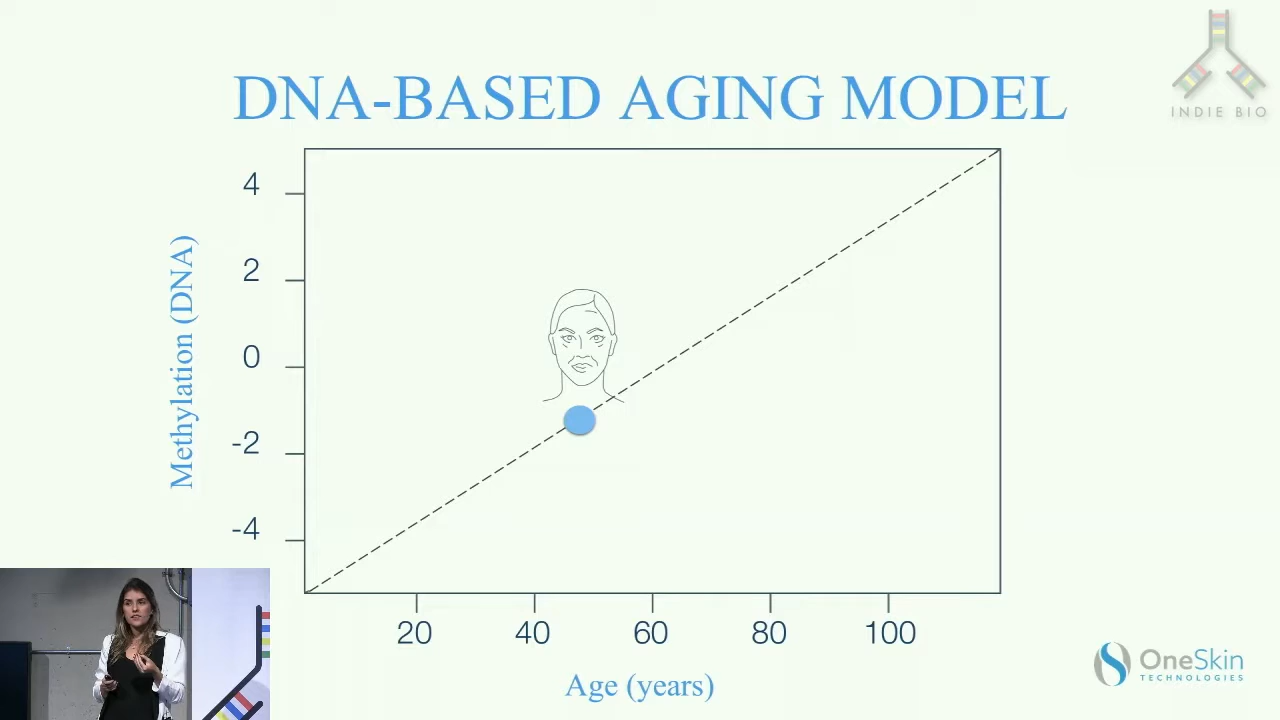 DNA-BASED AGING MODEL
INDIE BIO
4
2
0
-2
-4
Methylation (DNA)
20 40 60 80 100
Age (years)
OneSkin
TECHNOLOGIES